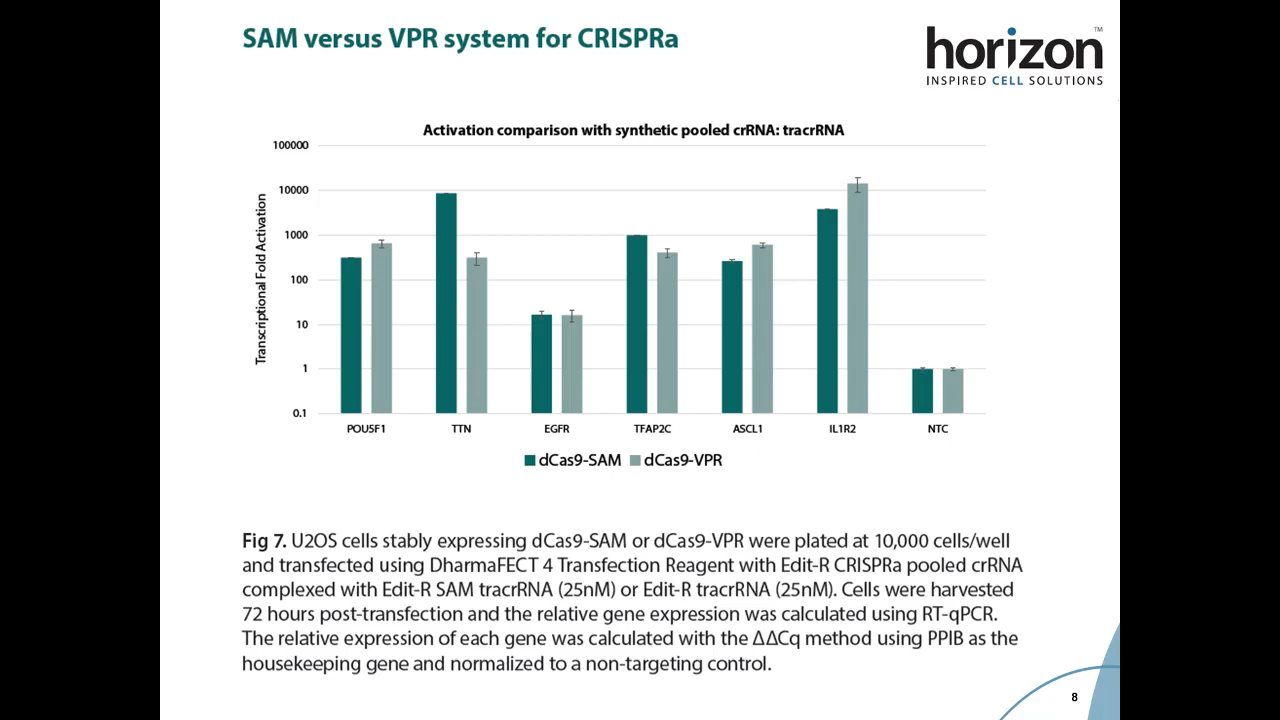 SAM versus VPR system for CRISPRa
horizon™
INSPIRED CELL SOLUTIONS
Activation comparison with synthetic pooled crRNA: tracrRNA
Transcriptional Fold Activation
100000
10000
1000
100
10
1
0.1
POU5F1 TTN EGFR TFAP2C ASCL1 IL1R2 NTC
dCas9-SAM dCas9-VPR
Fig 7. U2OS cells stably expressing dCas9-SAM or dCas9-VPR were plated at 10,000 cells/well
and transfected using DharmaFECT 4 Transfection Reagent with Edit-R CRISPRa pooled crRNA
complexed with Edit-R SAM tracrRNA (25nM) or Edit-R tracrRNA (25nM). Cells were harvested
72 hours post-transfection and the relative gene expression was calculated using RT-qPCR.
The relative expression of each gene was calculated with the ΔΔCq method using PPIB as the
housekeeping gene and normalized to a non-targeting control.
8